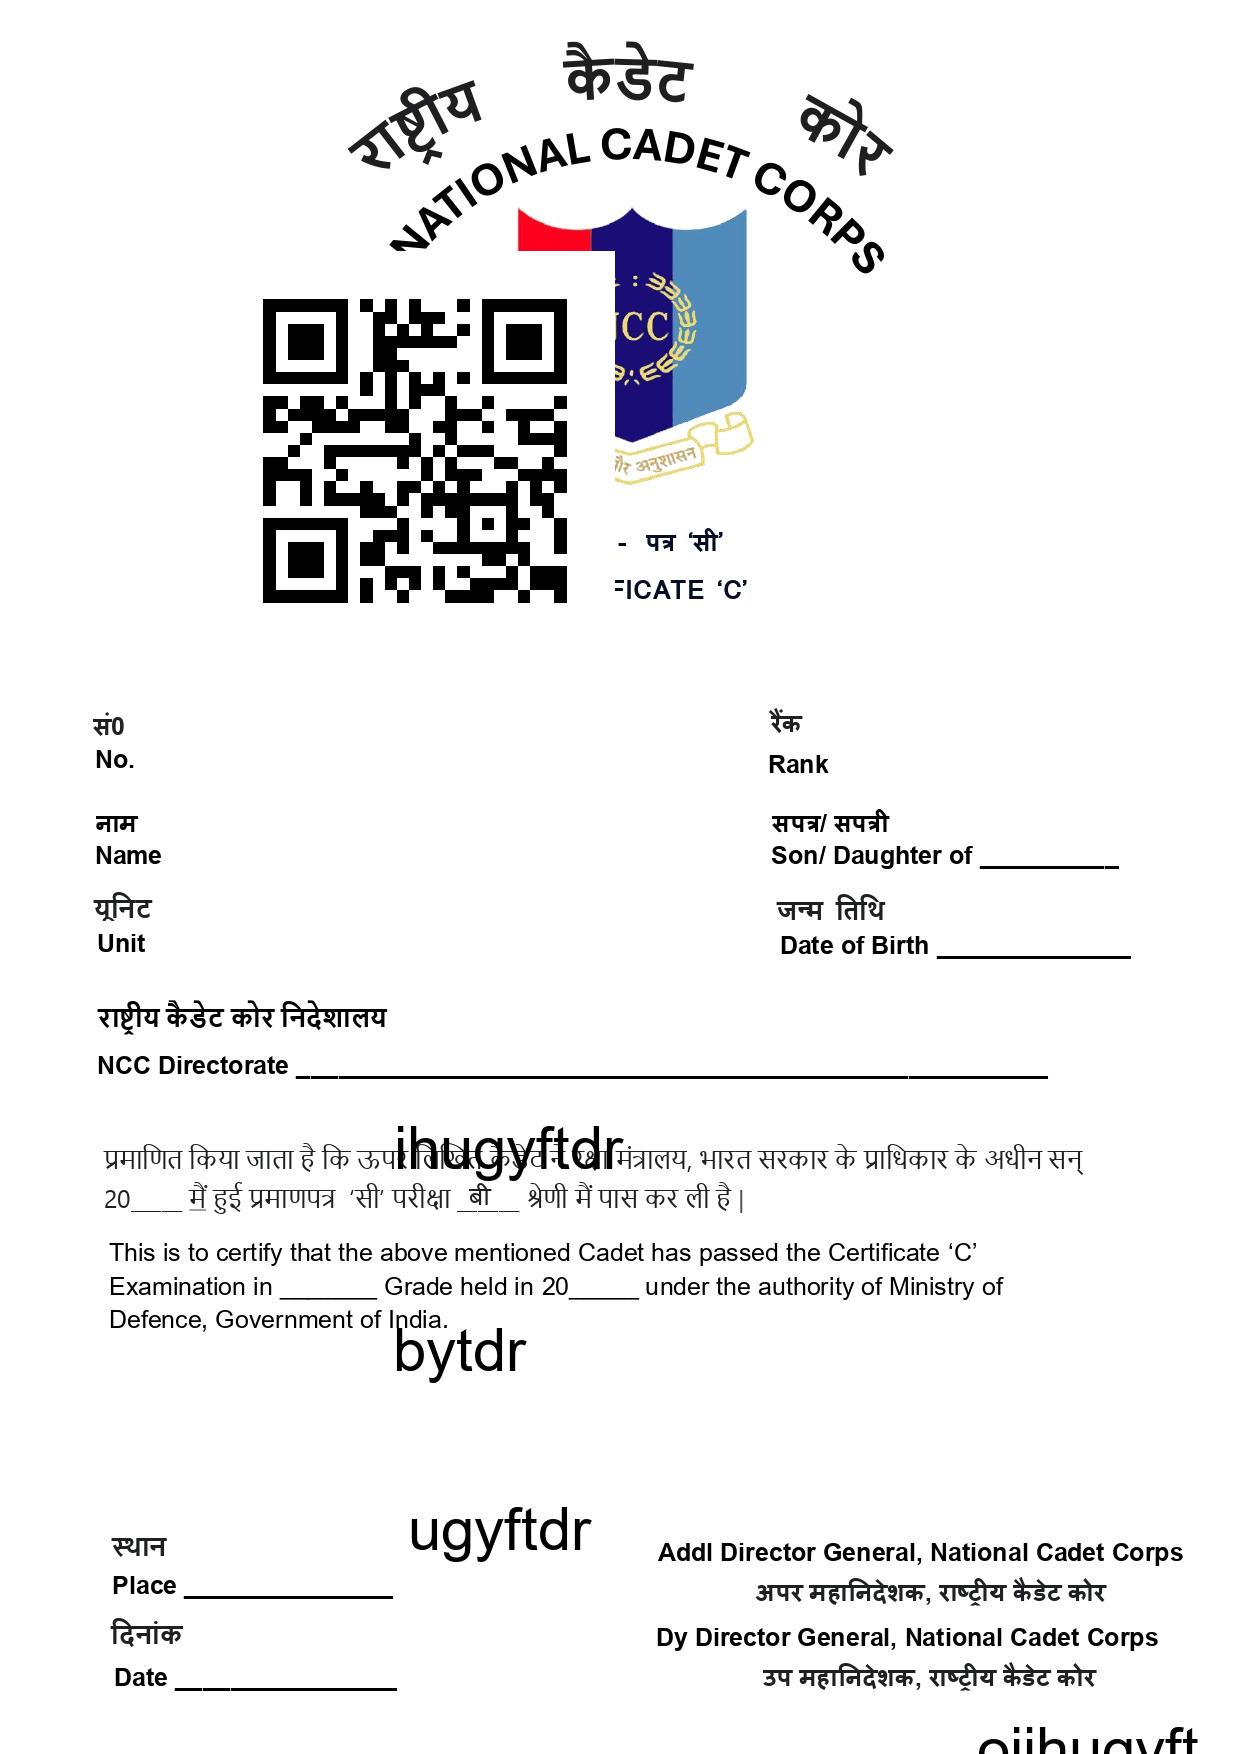 राष्ट्रीय कैडेट कोर
NATIONAL CADET CORPS
NCC
और अनुशासन
- पत्र ‘सी’
FICATE ‘C’
सं0
No.
रैंक
Rank
नाम
Name
सपत्र/ सपत्री
Son/ Daughter of __________
यूनिट
Unit
जन्म तिथि
Date of Birth ______________
राष्ट्रीय कैडेट कोर निदेशालय
NCC Directorate ______________________________________________________
ihugyftdr
प्रमाणित किया जाता है कि ऊपर लिखित कैडेट ने रक्षा मंत्रालय, भारत सरकार के प्राधिकार के अधीन सन्
20____ मैं हुई प्रमाणपत्र ‘सी’ परीक्षा _बी__ श्रेणी मैं पास कर ली है |
This is to certify that the above mentioned Cadet has passed the Certificate ‘C’
Examination in _______ Grade held in 20_____ under the authority of Ministry of
Defence, Government of India.
bytdr
ugyftdr
स्थान
Place _______________
दिनांक
Date ________________
Addl Director General, National Cadet Corps
अपर महानिदेशक, राष्ट्रीय कैडेट कोर
Dy Director General, National Cadet Corps
उप महानिदेशक, राष्ट्रीय कैडेट कोर